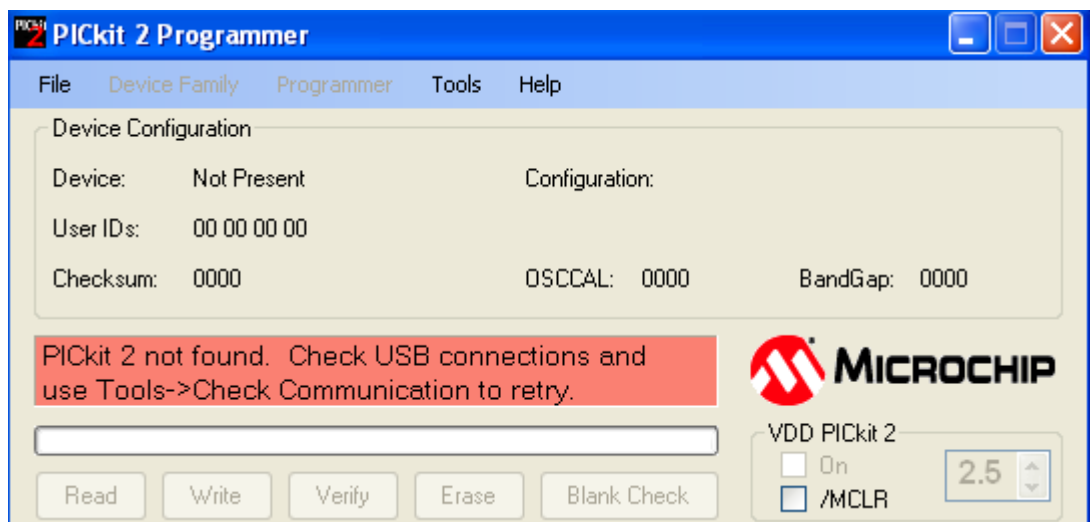 PICkit 2 Programmer
File Device Family Programmer Tools Help
Device Configuration
Device: Not Present Configuration:
User IDs: 00 00 00 00
Checksum: 0000 OSCCAL: 0000 BandGap: 0000
PICkit 2 not found. Check USB connections and
use Tools->Check Communication to retry.
MICROCHIP
VDD PICkit 2
On
2.5
/MCLR
Read Write Verify Erase Blank Check